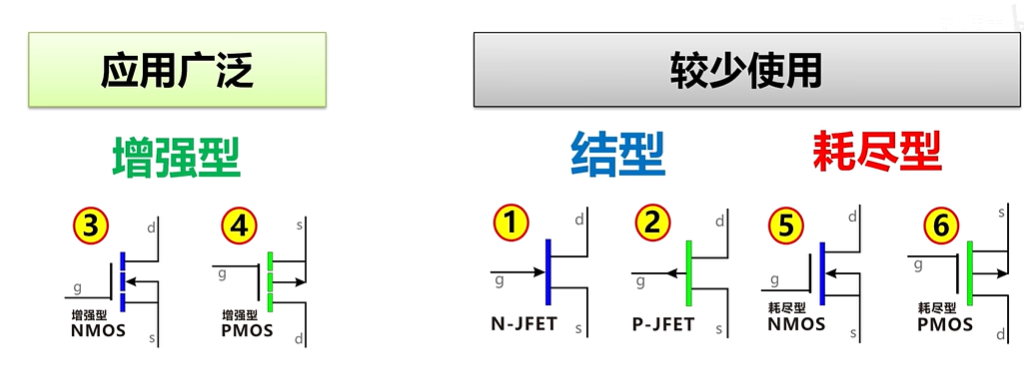 应用广泛
较少使用
增强型
结型
耗尽型
③
d
g
s
增强型
NMOS
④
s
g
d
增强型
PMOS
①
d
g
s
N-JFET
②
d
g
s
P-JFET
⑤
d
g
s
耗尽型
NMOS
⑥
s
g
d
耗尽型
PMOS